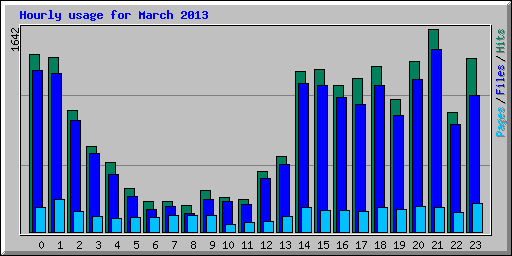 Hourly usage for March 2013
1642
Pages/Files/Hits
0 1 2 3 4 5 6 7 8 9 10 11 12 13 14 15 16 17 18 19 20 21 22 23